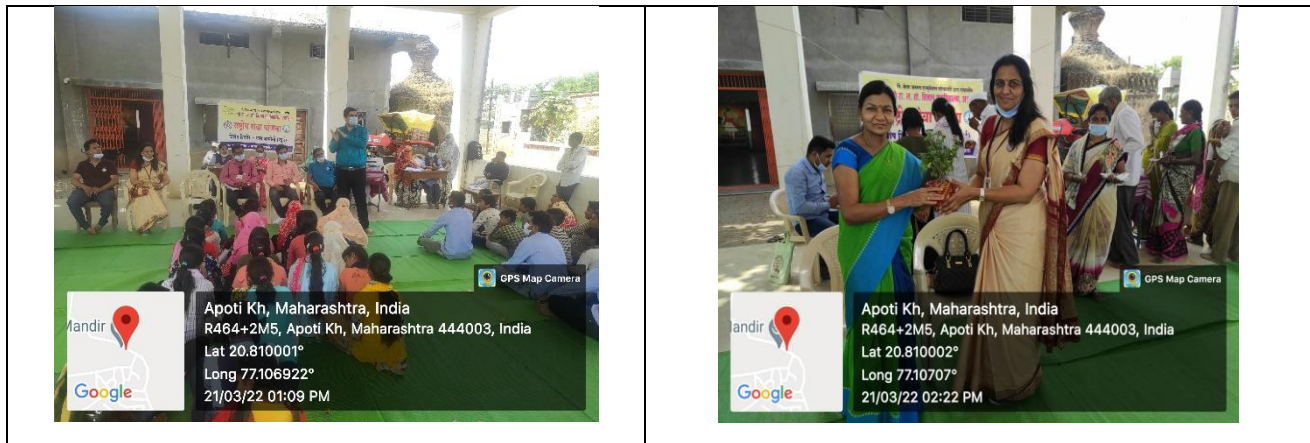 राष्ट्रीय सेवा योजना
GPS Map Camera
Mandir
Google
Apoti Kh, Maharashtra, India
R464+2M5, Apoti Kh, Maharashtra 444003, India
Lat 20.810001°
Long 77.106922°
21/03/22 01:09 PM
GPS Map Camera
Mandir
Google
Apoti Kh, Maharashtra, India
R464+2M5, Apoti Kh, Maharashtra 444003, India
Lat 20.810002°
Long 77.10707°
21/03/22 02:22 PM